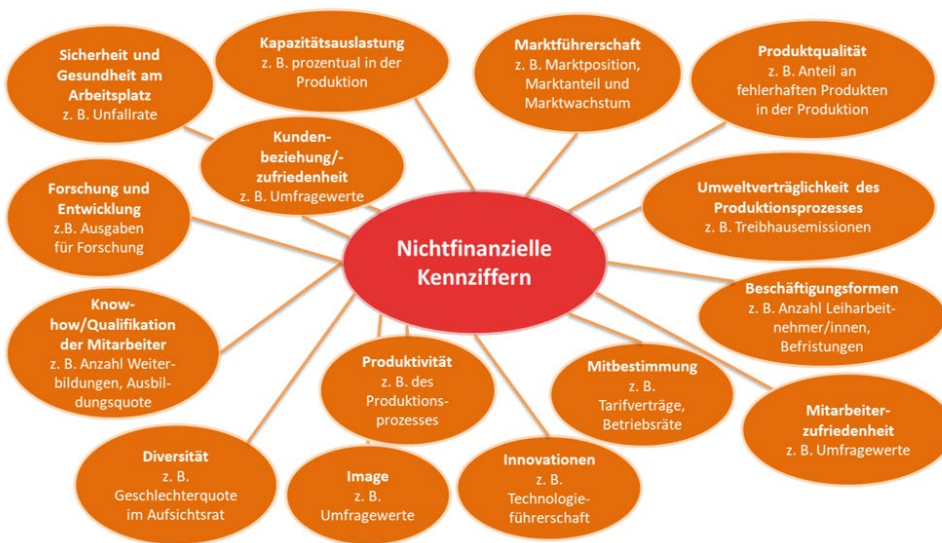 Sicherheit und
Gesundheit am
Arbeitsplatz
z. B. Unfallrate
Kapazitätsauslastung
z. B. prozentual in der
Produktion
Marktführerschaft
z. B. Marktposition,
Marktanteil und
Marktwachstum
Produktqualität
z. B. Anteil an
fehlerhaften Produkten
in der Produktion
Kunden-
beziehung/-
zufriedenheit
z. B. Umfragewerte
Forschung und
Entwicklung
z.B. Ausgaben
für Forschung
Umweltverträglichkeit des
Produktionsprozesses
z. B. Treibhausemissionen
Nichtfinanzielle
Kennziffern
Beschäftigungsformen
z. B. Anzahl Leiharbeit-
nehmer/innen,
Befristungen
Know-
how/Qualifikation
der Mitarbeiter
z. B. Anzahl Weiter-
bildungen, Ausbil-
dungsquote
Produktivität
z. B. des
Produktions-
prozesses
Mitbestimmung
z. B.
Tarifverträge,
Betriebsräte
Mitarbeiter-
zufriedenheit
z. B. Umfragewerte
Diversität
z. B.
Geschlechterquote
im Aufsichtsrat
Image
z. B.
Umfragewerte
Innovationen
z. B.
Technologie-
führerschaft